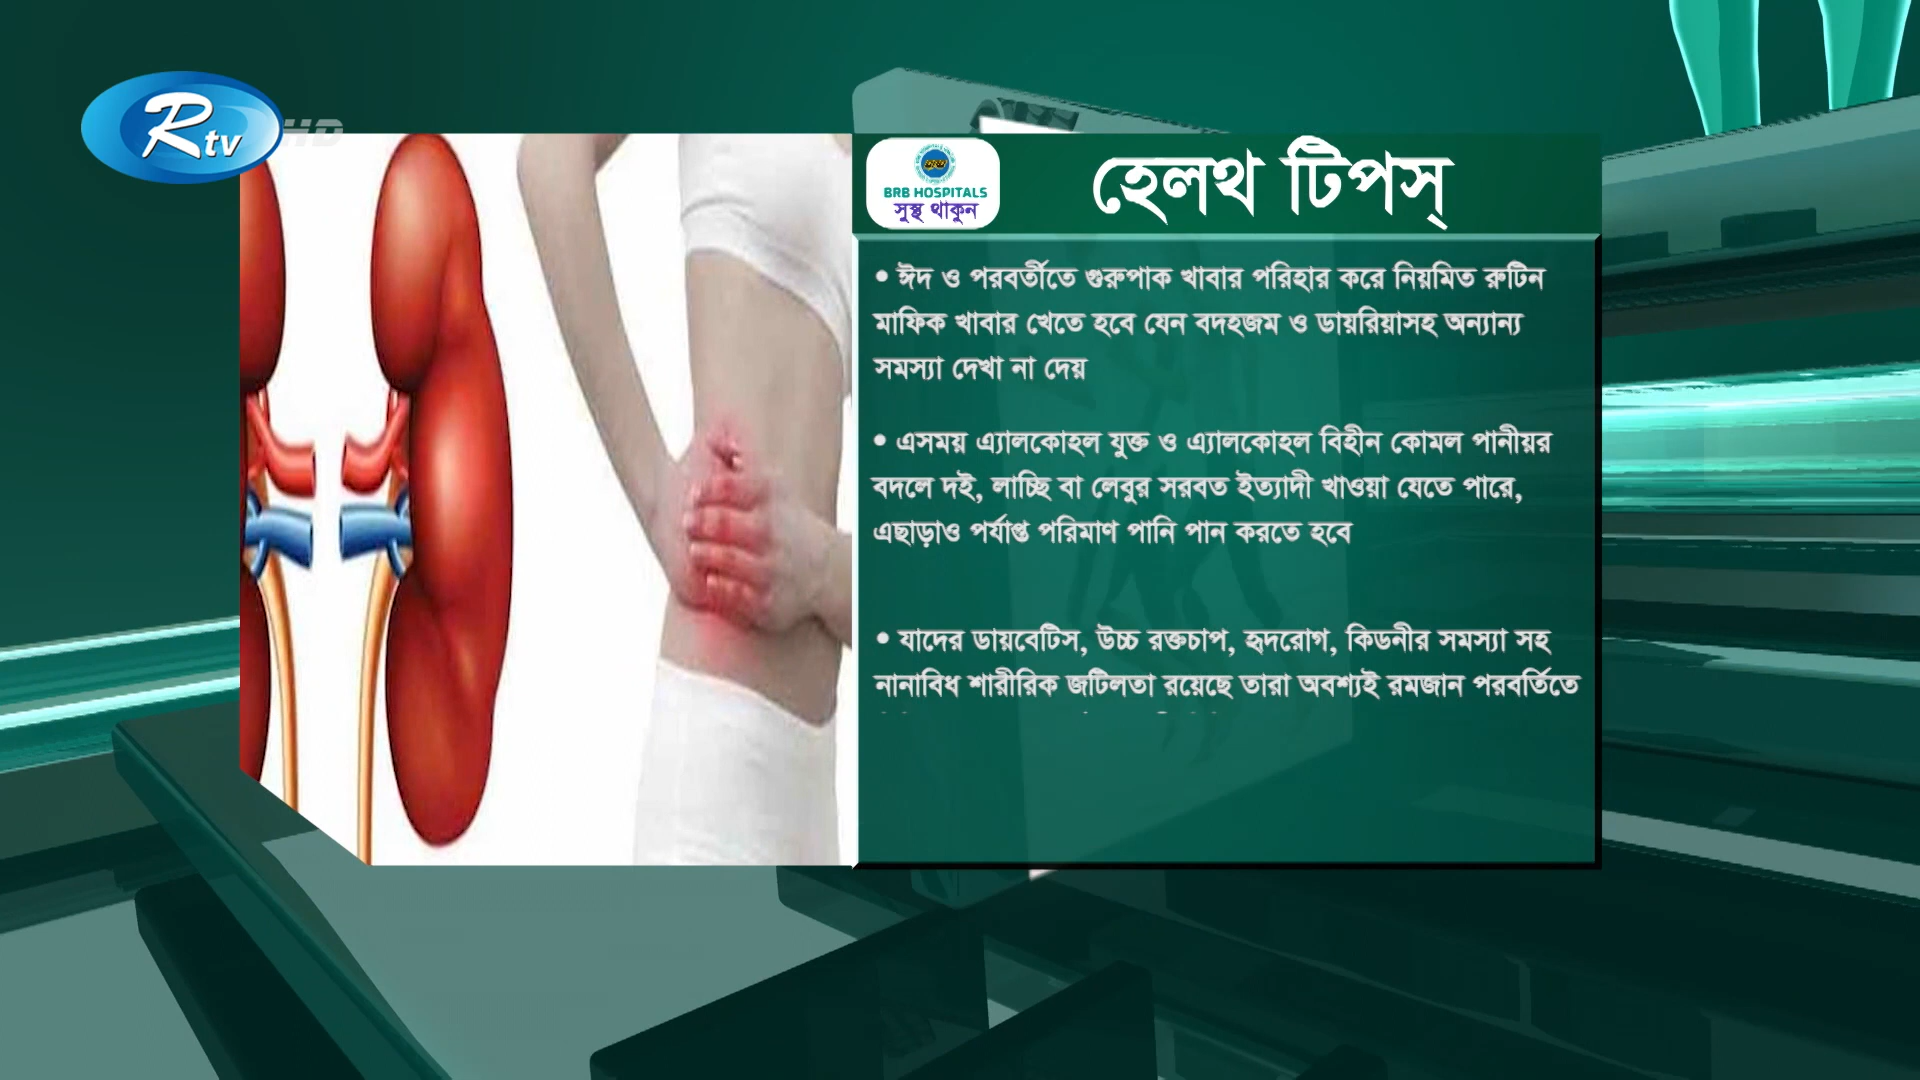 Rtv HD
BRB HOSPITALS
সুস্থ থাকুন
হেলথ টিপস্
• ঈদ ও পরবর্তীতে গুরুপাক খাবার পরিহার করে নিয়মিত রুটিন
মাফিক খাবার খেতে হবে যেন বদহজম ও ডায়রিয়াসহ অন্যান্য
সমস্যা দেখা না দেয়
• এসময় এ্যালকোহল যুক্ত ও এ্যালকোহল বিহীন কোমল পানীয়র
বদলে দই, লাচ্ছি বা লেবুর সরবত ইত্যাদী খাওয়া যেতে পারে,
এছাড়াও পর্যাপ্ত পরিমাণ পানি পান করতে হবে
• যাদের ডায়বেটিস, উচ্চ রক্তচাপ, হৃদরোগ, কিডনীর সমস্যা সহ
নানাবিধ শারীরিক জটিলতা রয়েছে তারা অবশ্যই রমজান পরবর্তিতে